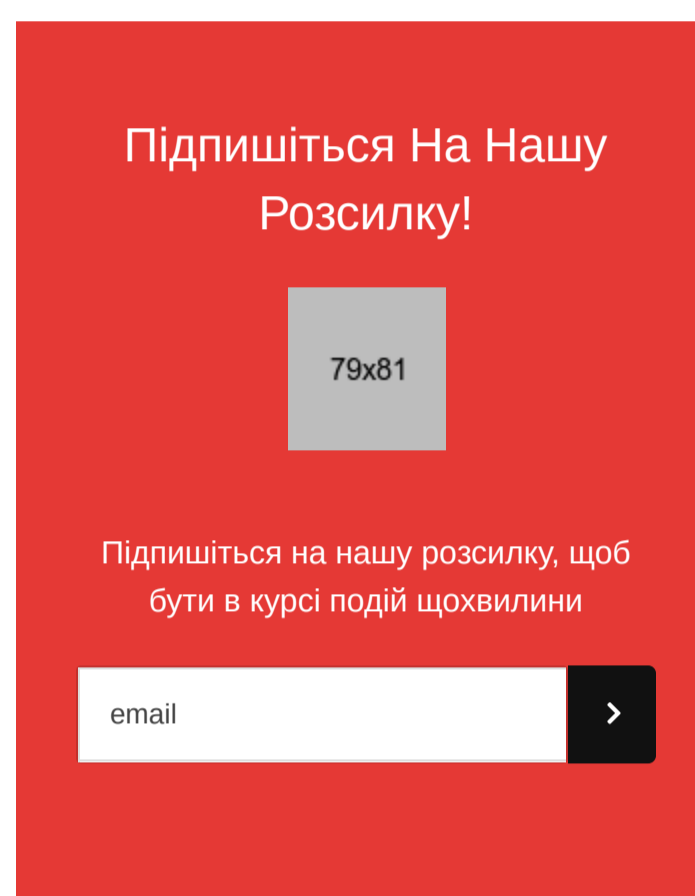 Підпишіться На Нашу
Розсилку!
79x81
Підпишіться на нашу розсилку, щоб
бути в курсі подій щохвилини
email